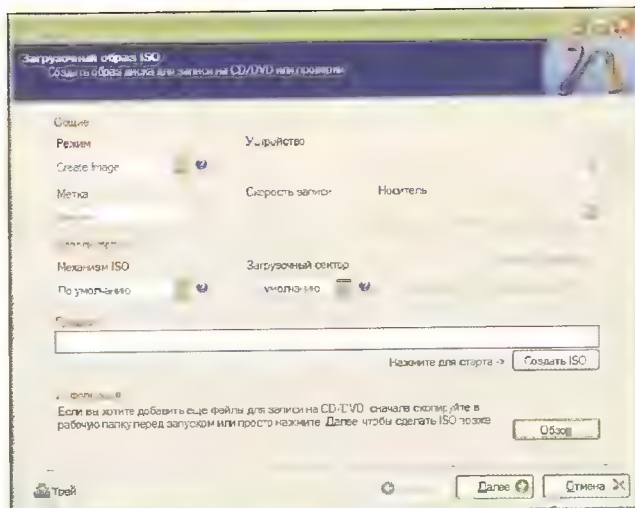 Загрузочный образ ISO
Создать образ диска для записи на CD/DVD или проверки
Общие
Режим Устройство
Create Image
Метка Скорость записи Носитель
Механизм ISO Загрузочный сектор
По умолчанию умолчанию
Нажмите для старта -> Создать ISO
Если вы хотите добавить еще файлы для записи на CD/DVD сначала скопируйте в
рабочую папку перед запуском или просто нажмите Далее чтобы сделать ISO позже
Обзор
Трей Далее Отмена